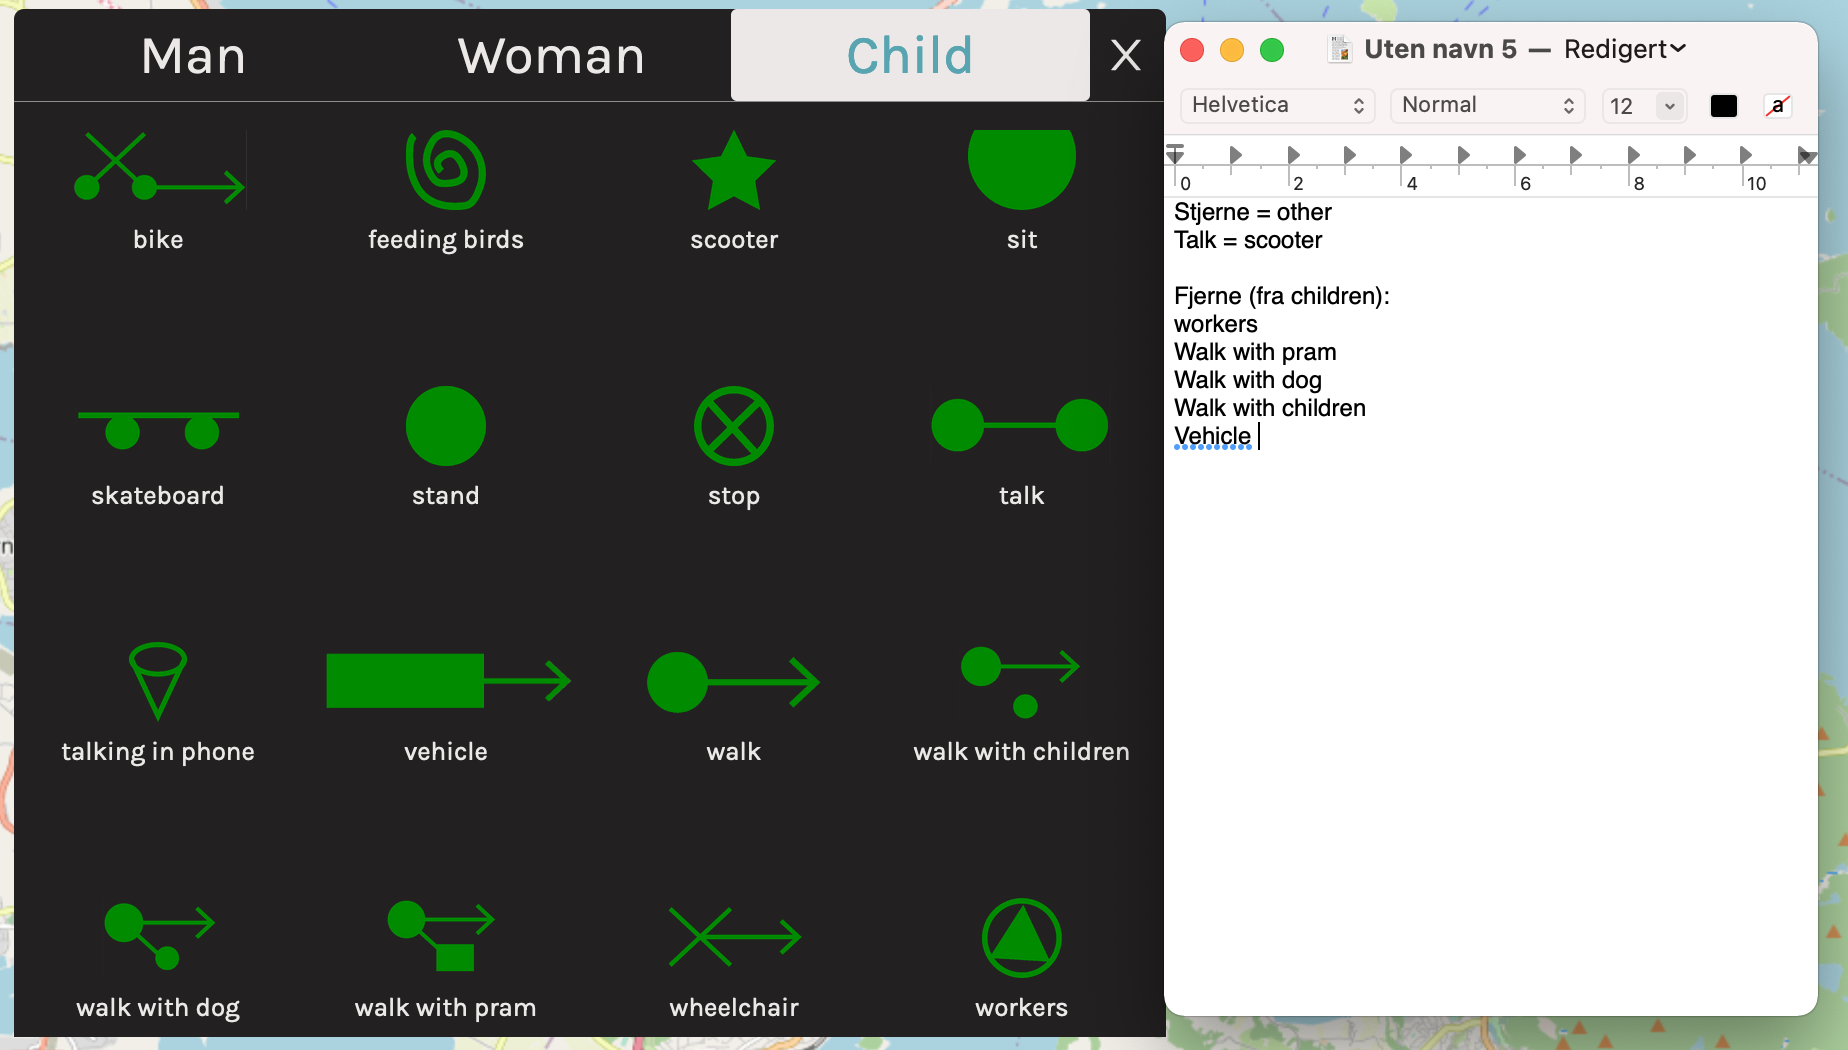 Man Woman Child X
bike feeding birds scooter sit
skateboard stand stop talk
talking in phone vehicle walk walk with children
walk with dog walk with pram wheelchair workers
Uten navn 5 — Redigert
Helvetica Normal 12 a
0 2 4 6 8 10
Stjerne = other
Talk = scooter
Fjerne (fra children):
workers
Walk with pram
Walk with dog
Walk with children
Vehicle